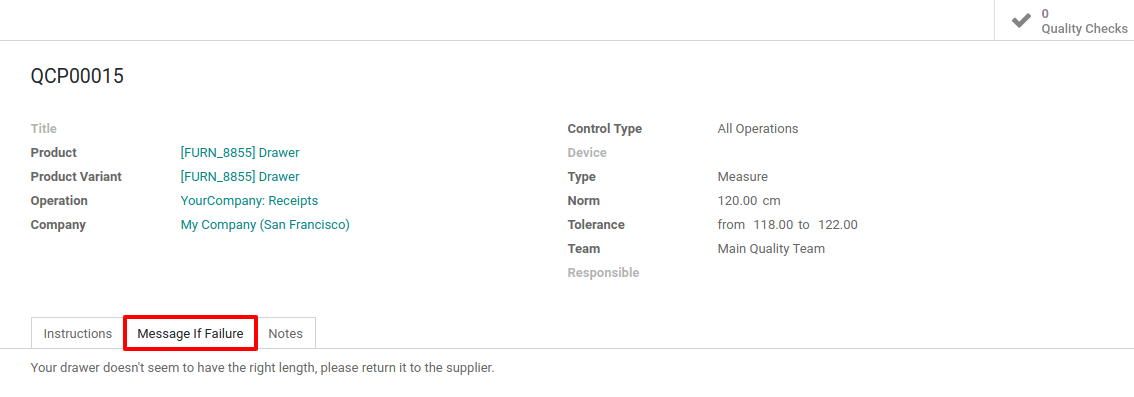 0
Quality Checks
QCP00015
Title
Product [FURN_8855] Drawer
Product Variant [FURN_8855] Drawer
Operation YourCompany: Receipts
Company My Company (San Francisco)
Control Type All Operations
Device
Type Measure
Norm 120.00 cm
Tolerance from 118.00 to 122.00
Team Main Quality Team
Responsible
Instructions Message If Failure Notes
Your drawer doesn't seem to have the right length, please return it to the supplier.